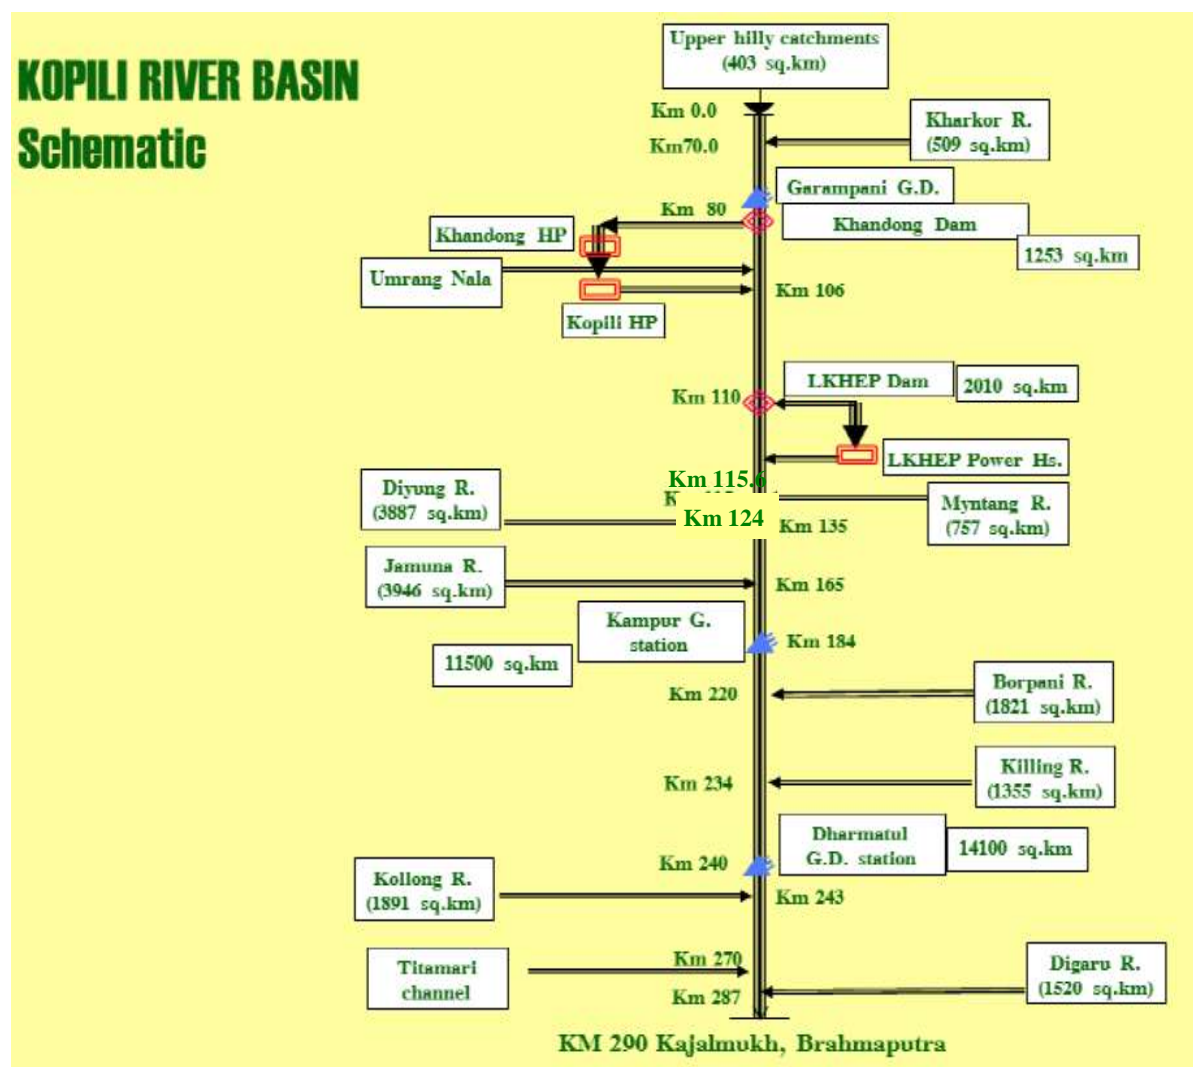 KOPILI RIVER BASIN
Schematic
Upper hilly catchments
(403 sq.km)
Km 0.0
Kharkor R.
(509 sq.km)
Km70.0
Garampani G.D.
Km 80
Khandong Dam
Khandong HP
1253 sq.km
Umrang Nala
Km 106
Kopili HP
LKHEP Dam
2010 sq.km
Km 110
LKHEP Power Hs.
Km 115.6
Diyung R.
(3887 sq.km)
Myntang R.
(757 sq.km)
Km 124
Km 135
Jamuna R.
(3946 sq.km)
Km 165
Kampur G.
station
Km 184
11500 sq.km
Borpani R.
(1821 sq.km)
Km 220
Killing R.
(1355 sq.km)
Km 234
Dharmatul
G.D. station
14100 sq.km
Km 240
Kollong R.
(1891 sq.km)
Km 243
Km 270
Titamari
channel
Digaru R.
(1520 sq.km)
Km 287
KM 290 Kajalmukh, Brahmaputra